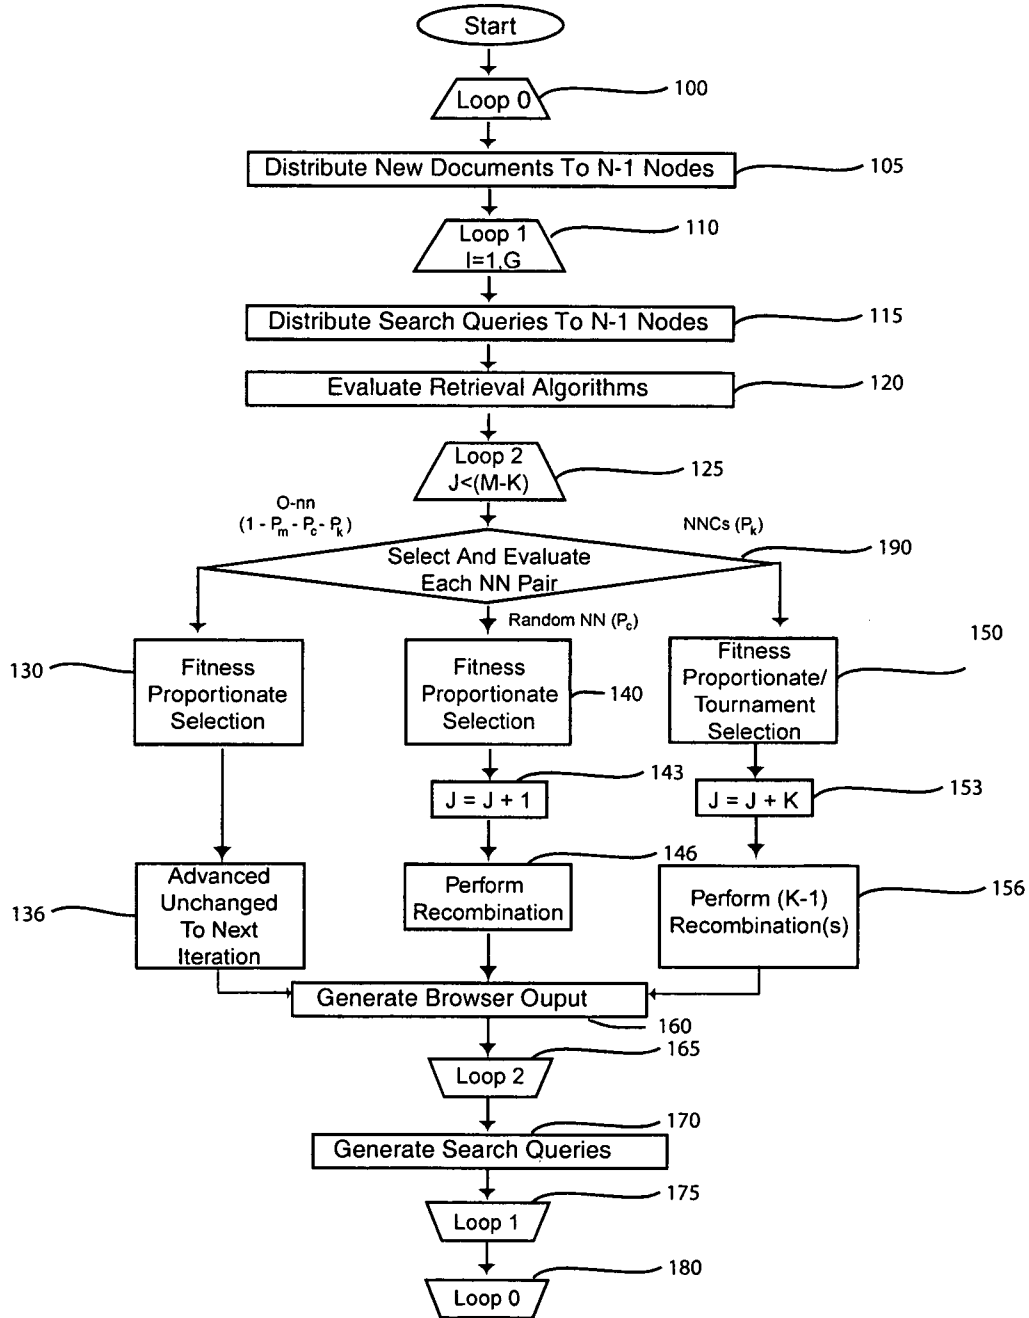 Start
Loop 0
100
Distribute New Documents To N-1 Nodes
105
Loop 1
I=1,G
110
Distribute Search Queries To N-1 Nodes
115
Evaluate Retrieval Algorithms
120
Loop 2
J<(M-K)
125
O-nn
(1 - Pm - Pc - Pk)
NNCs (Pk)
Select And Evaluate
Each NN Pair
190
Random NN (Pc)
130
Fitness
Proportionate
Selection
Fitness
Proportionate
Selection
140
Fitness
Proportionate/
Tournament
Selection
150
J = J + 1
143
J = J + K
153
136
Advanced
Unchanged
To Next
Iteration
Perform
Recombination
146
Perform (K-1)
Recombination(s)
156
Generate Browser Ouput
160
Loop 2
165
Generate Search Queries
170
Loop 1
175
Loop 0
180